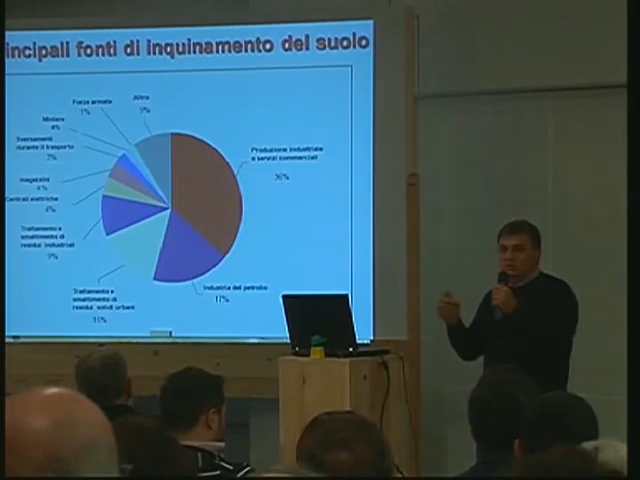 incipali fonti di inquinamento del suolo
Forze armate
1%
Altro
9%
Miniere
4%
Sversamenti
durante il trasporto
magazzini
4%
Centrali elettriche
4%
Trattamento e
smaltimento di
residui industriali
9%
Trattamento e
smaltimento di
residui solidi urbani
15%
Industria del petrolio
17%
Produzione industriale
e servizi commerciali
36%